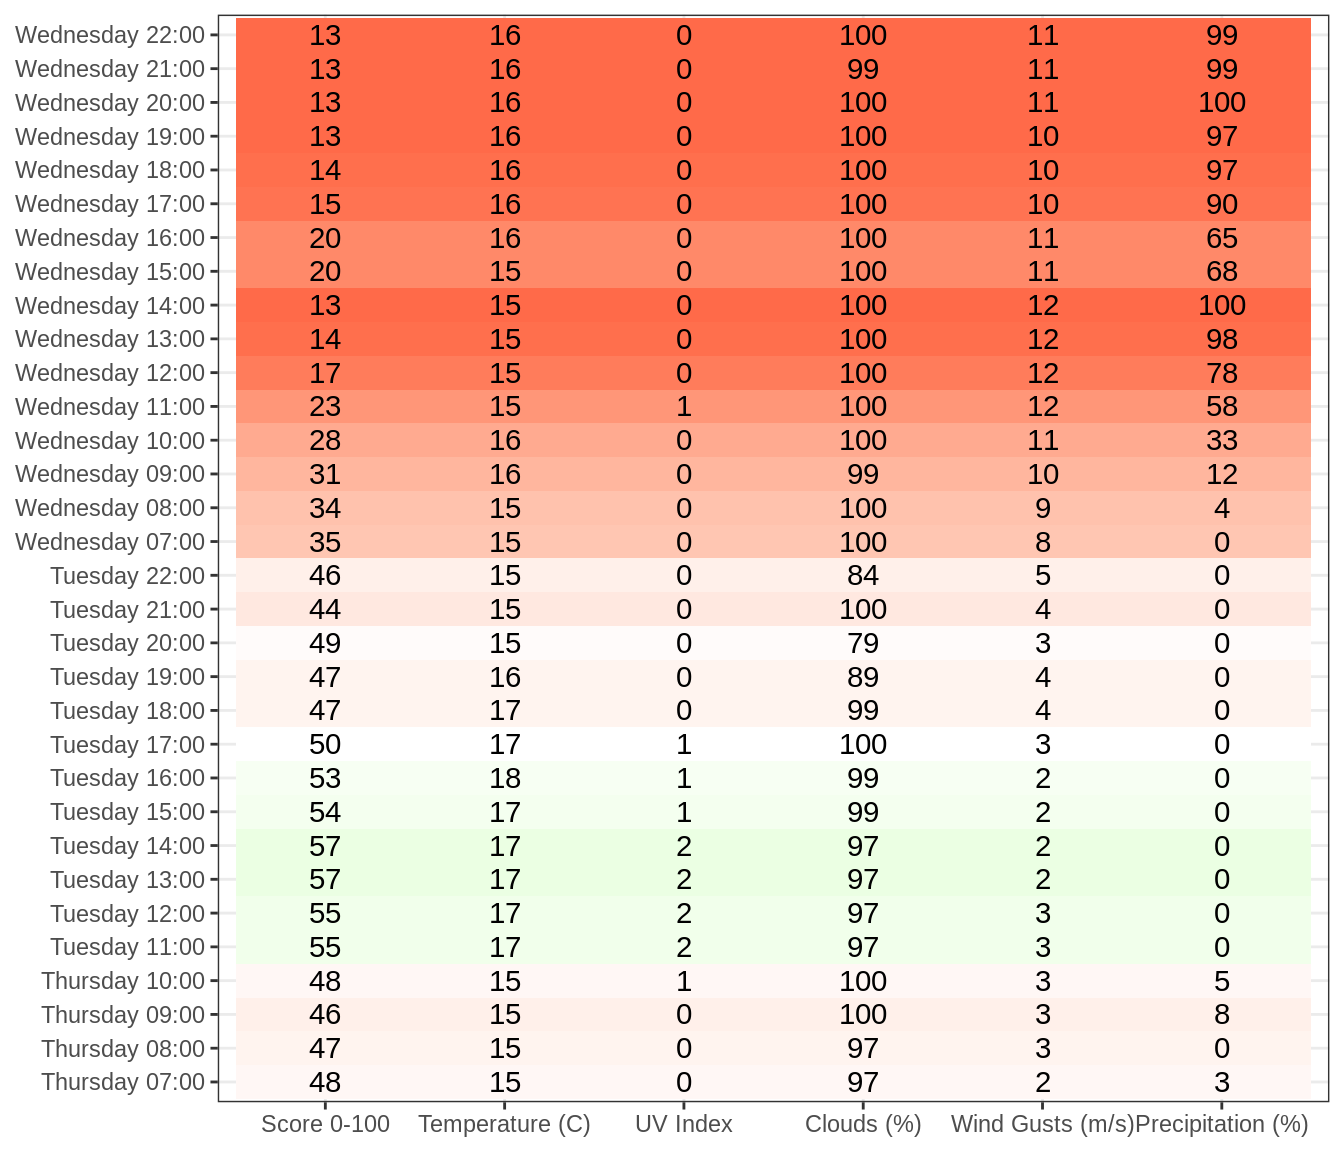 Wednesday 22:00 13 16 0 100 11 99
Wednesday 21:00 13 16 0 99 11 99
Wednesday 20:00 13 16 0 100 11 100
Wednesday 19:00 13 16 0 100 10 97
Wednesday 18:00 14 16 0 100 10 97
Wednesday 17:00 15 16 0 100 10 90
Wednesday 16:00 20 16 0 100 11 65
Wednesday 15:00 20 15 0 100 11 68
Wednesday 14:00 13 15 0 100 12 100
Wednesday 13:00 14 15 0 100 12 98
Wednesday 12:00 17 15 0 100 12 78
Wednesday 11:00 23 15 1 100 12 58
Wednesday 10:00 28 16 0 100 11 33
Wednesday 09:00 31 16 0 99 10 12
Wednesday 08:00 34 15 0 100 9 4
Wednesday 07:00 35 15 0 100 8 0
Tuesday 22:00 46 15 0 84 5 0
Tuesday 21:00 44 15 0 100 4 0
Tuesday 20:00 49 15 0 79 3 0
Tuesday 19:00 47 16 0 89 4 0
Tuesday 18:00 47 17 0 99 4 0
Tuesday 17:00 50 17 1 100 3 0
Tuesday 16:00 53 18 1 99 2 0
Tuesday 15:00 54 17 1 99 2 0
Tuesday 14:00 57 17 2 97 2 0
Tuesday 13:00 57 17 2 97 2 0
Tuesday 12:00 55 17 2 97 3 0
Tuesday 11:00 55 17 2 97 3 0
Thursday 10:00 48 15 1 100 3 5
Thursday 09:00 46 15 0 100 3 8
Thursday 08:00 47 15 0 97 3 0
Thursday 07:00 48 15 0 97 2 3
Score 0-100 Temperature (C) UV Index Clouds (%) Wind Gusts (m/s) Precipitation (%)